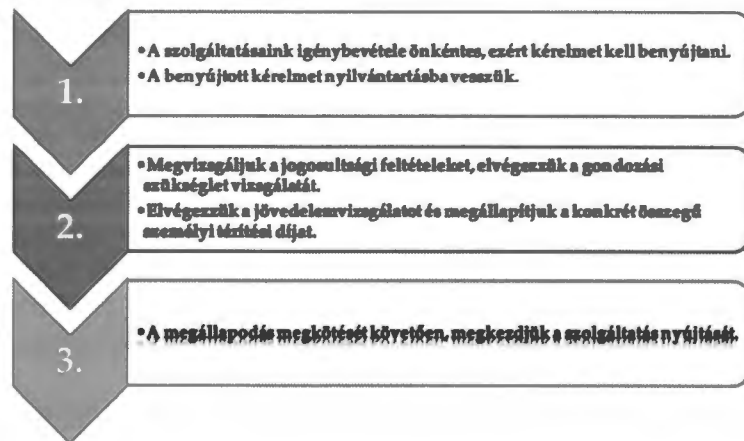 1.
• A szolgáltatásaink igénybevétele önkéntes, ezért kérelmet kell benyújtani.
• A benyújtott kérelmet nyilvántartásba vesszük.
2.
• Megvizsgáljuk a jogosultsági feltételeket, elvégezzük a gondozási
szükséglet vizsgálatát.
• Elvégezzük a jövedelemvizsgálatot és megállapítjuk a konkrét összegű
személyi térítési díjat.
3.
• A megállapodás megkötését követően, megkezdjük a szolgáltatás nyújtását.